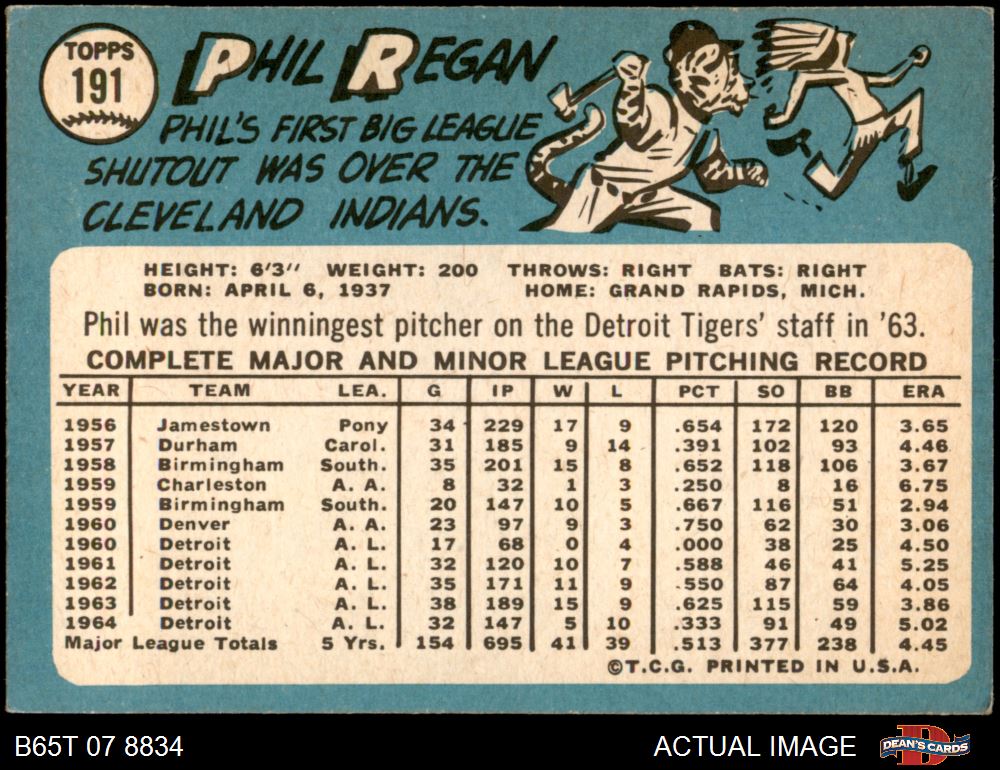 TOPPS
191
PHIL REGAN
PHIL'S FIRST BIG LEAGUE
SHUTOUT WAS OVER THE
CLEVELAND INDIANS.
HEIGHT: 6'3" WEIGHT: 200 THROWS: RIGHT BATS: RIGHT
BORN: APRIL 6, 1937 HOME: GRAND RAPIDS, MICH.
Phil was the winningest pitcher on the Detroit Tigers' staff in '63.
COMPLETE MAJOR AND MINOR LEAGUE PITCHING RECORD
YEAR TEAM LEA. G IP W L PCT SO BB ERA
1956 Jamestown Pony 34 229 17 9 .654 172 120 3.65
1957 Durham Carol. 31 185 9 14 .391 102 93 4.46
1958 Birmingham South. 35 201 15 8 .652 118 106 3.67
1959 Charleston A. A. 8 32 1 3 .250 8 16 6.75
1959 Birmingham South. 20 147 10 5 .667 116 51 2.94
1960 Denver A. A. 23 97 9 3 .750 62 30 3.06
1960 Detroit A. L. 17 68 0 4 .000 38 25 4.50
1961 Detroit A. L. 32 120 10 7 .588 46 41 5.25
1962 Detroit A. L. 35 171 11 9 .550 87 64 4.05
1963 Detroit A. L. 38 189 15 9 .625 115 59 3.86
1964 Detroit A. L. 32 147 5 10 .333 91 49 5.02
Major League Totals 5 Yrs. 154 695 41 39 .513 377 238 4.45
©T.C.G. PRINTED IN U.S.A.
B65T 07 8834 ACTUAL IMAGE DEAN'S CARDS